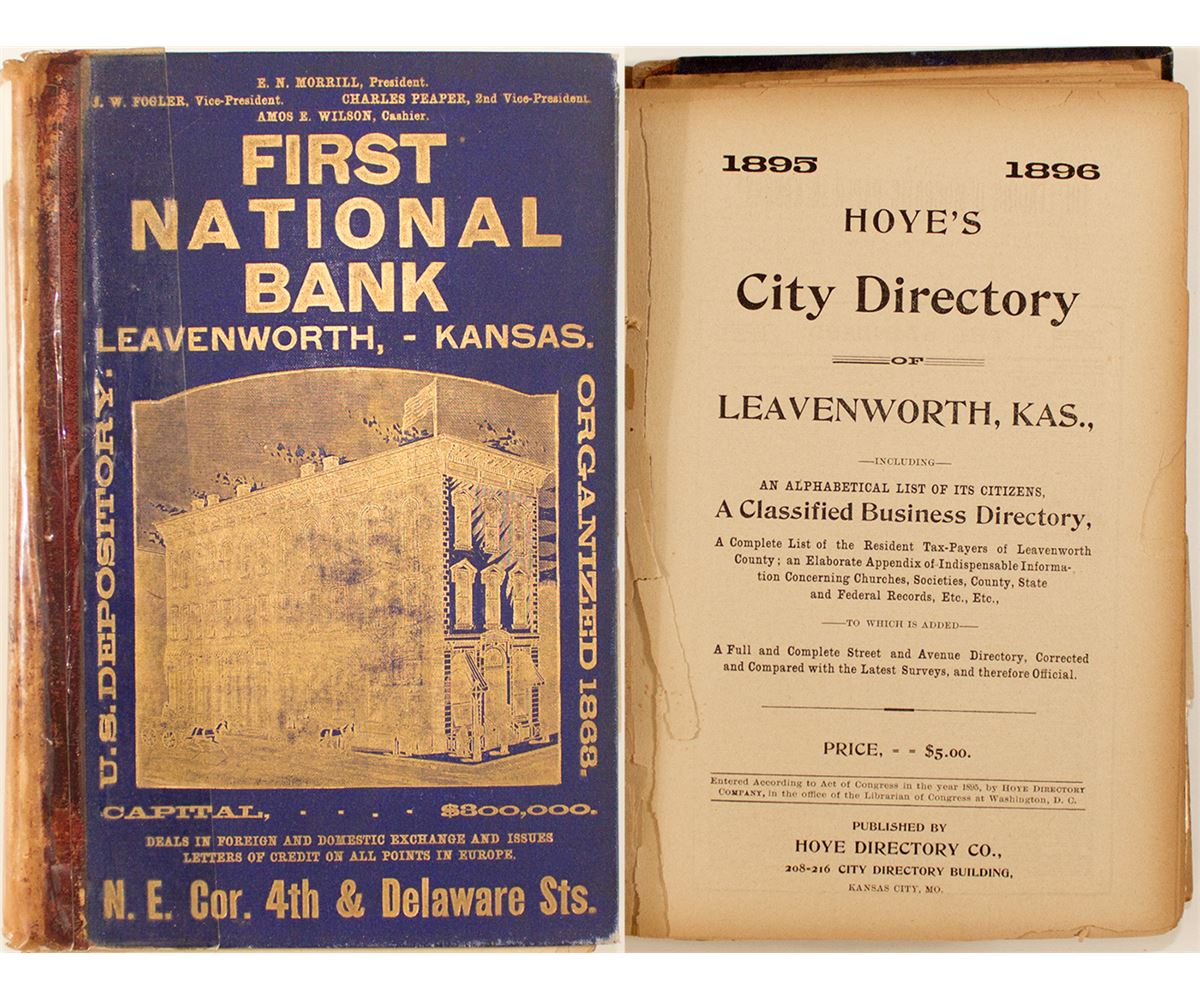 E. N. MORRILL, President.
J. W. FOGLER, Vice-President. CHARLES PEAPER, 2nd Vice-President.
AMOS E. WILSON, Cashier.
FIRST
NATIONAL
BANK
LEAVENWORTH, - KANSAS.
U.S. DEPOSITORY.
ORGANIZED 1863.
CAPITAL, . . . . $300,000.
DEALS IN FOREIGN AND DOMESTIC EXCHANGE AND ISSUES
LETTERS OF CREDIT ON ALL POINTS IN EUROPE.
N. E. Cor. 4th & Delaware Sts.
1895 1896
HOYE'S
City Directory
OF
LEAVENWORTH, KAS.,
—INCLUDING—
AN ALPHABETICAL LIST OF ITS CITIZENS,
A Classified Business Directory,
A Complete List of the Resident Tax-Payers of Leavenworth
County; an Elaborate Appendix of Indispensable Informa-
tion Concerning Churches, Societies, County, State
and Federal Records, Etc., Etc.,
—TO WHICH IS ADDED—
A Full and Complete Street and Avenue Directory, Corrected
and Compared with the Latest Surveys, and therefore Official.
PRICE, = = $5.00.
Entered According to Act of Congress in the year 1895, by HOYE DIRECTORY
COMPANY, in the office of the Librarian of Congress at Washington, D. C.
PUBLISHED BY
HOYE DIRECTORY CO.,
208-216 CITY DIRECTORY BUILDING,
KANSAS CITY, MO.